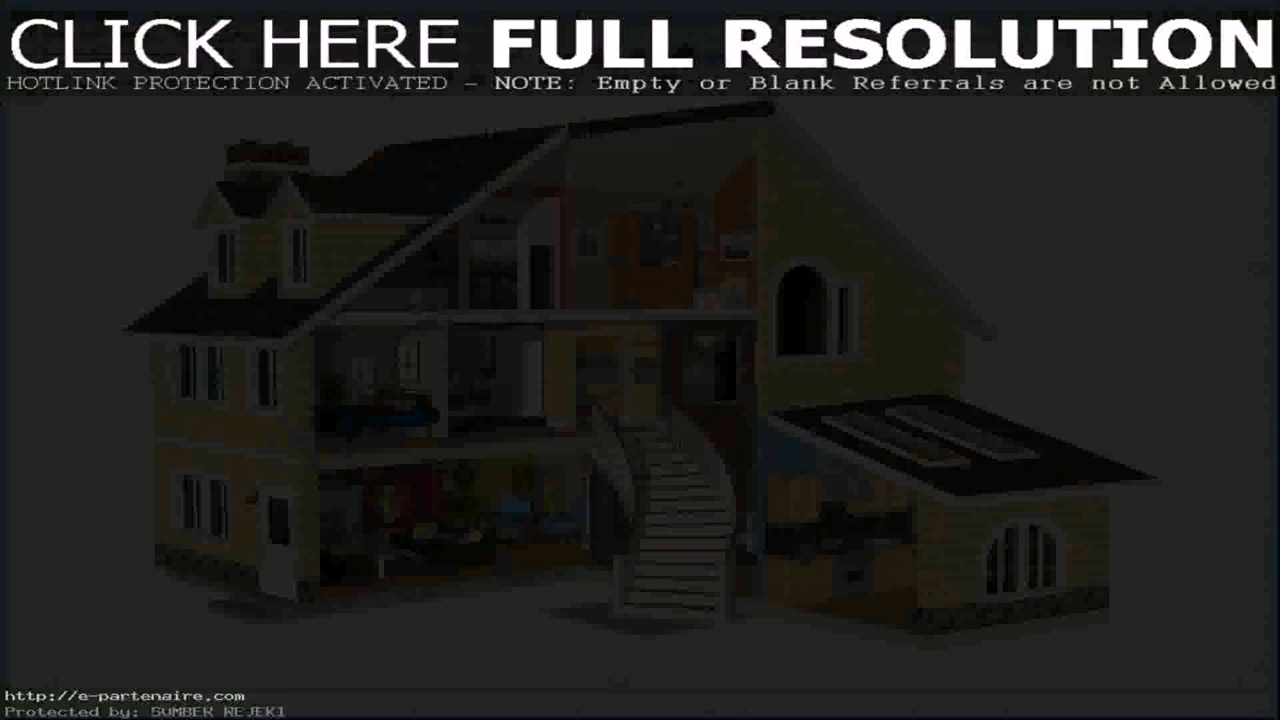 CLICK HERE FULL RESOLUTION
HOTLINK PROTECTION ACTIVATED - NOTE: Empty or Blank Referrals are not Allowed
http://e-partenaire.com
Protected by: SUMBER REJEKI